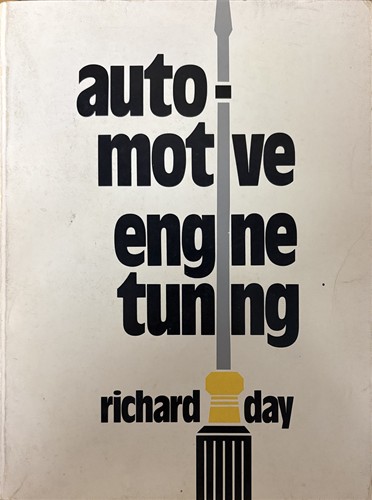 auto-
motive
engine
tuning
richard day